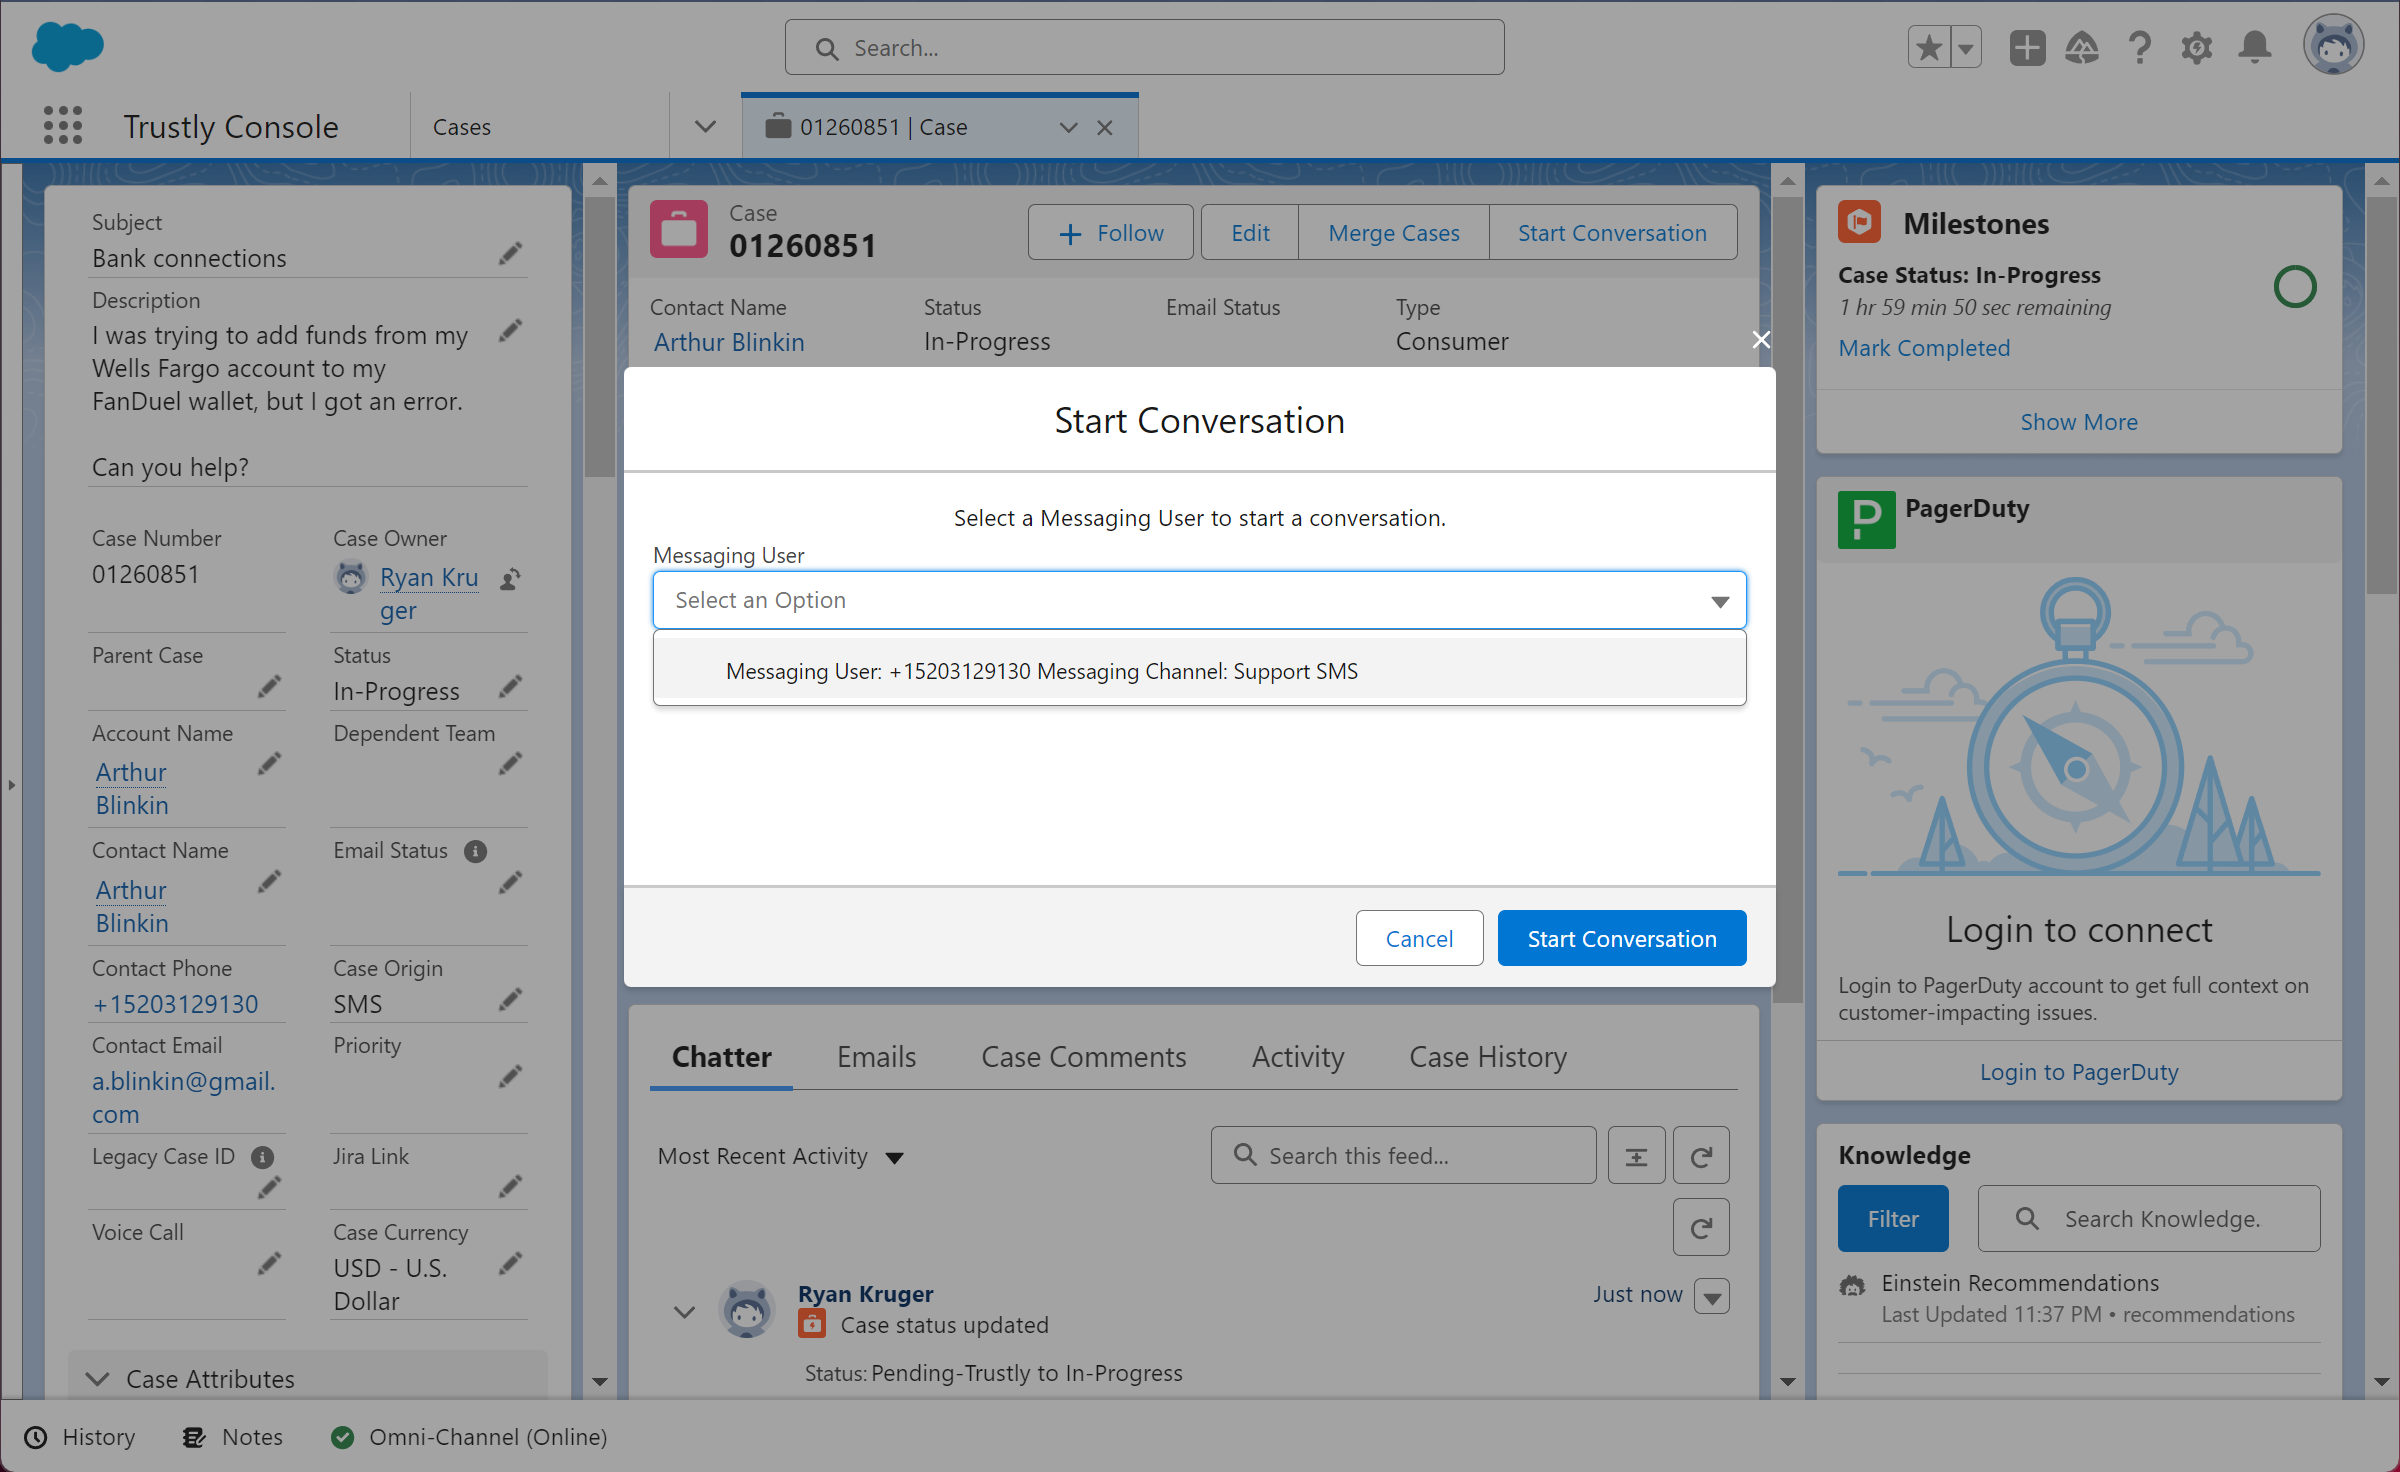 Search...
Trustly Console
Cases
01260851 | Case
Subject
Bank connections
Description
I was trying to add funds from my
Wells Fargo account to my
FanDuel wallet, but I got an error.
Can you help?
Case Number
01260851
Case Owner
Ryan Kru
ger
Parent Case
Status
In-Progress
Account Name
Arthur
Blinkin
Dependent Team
Contact Name
Arthur
Blinkin
Email Status
Contact Phone
+15203129130
Case Origin
SMS
Contact Email
a.blinkin@gmail.
com
Priority
Legacy Case ID
Jira Link
Voice Call
Case Currency
USD - U.S.
Dollar
Case Attributes
Case
01260851
Follow
Edit
Merge Cases
Start Conversation
Contact Name
Arthur Blinkin
Status
In-Progress
Email Status
Type
Consumer
Start Conversation
Select a Messaging User to start a conversation.
Messaging User
Select an Option
Messaging User: +15203129130 Messaging Channel: Support SMS
Cancel
Start Conversation
Chatter
Emails
Case Comments
Activity
Case History
Most Recent Activity
Search this feed...
Ryan Kruger
Just now
Case status updated
Status: Pending-Trustly to In-Progress
Milestones
Case Status: In-Progress
1 hr 59 min 50 sec remaining
Mark Completed
Show More
PagerDuty
Login to connect
Login to PagerDuty account to get full context on
customer-impacting issues.
Login to PagerDuty
Knowledge
Filter
Search Knowledge.
Einstein Recommendations
Last Updated 11:37 PM • recommendations
History
Notes
Omni-Channel (Online)